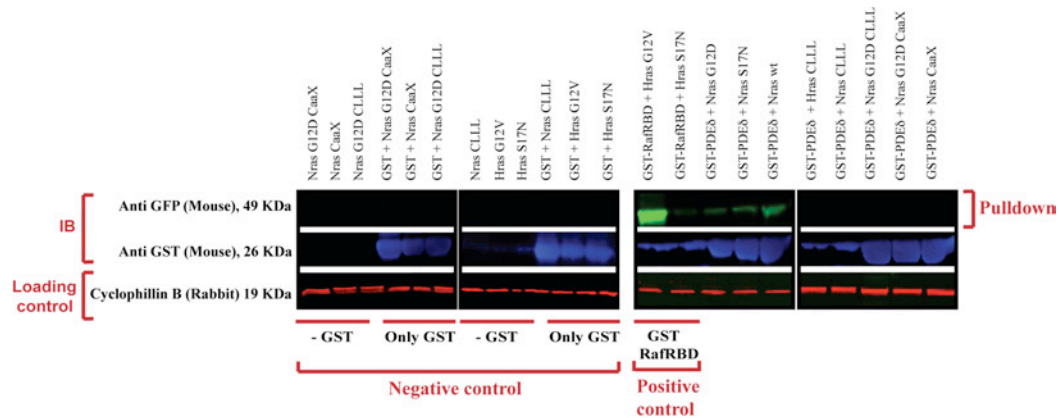 Nras G12D CaaX
Nras CaaX
Nras G12D CLLL
GST + Nras G12D CaaX
GST + Nras CaaX
GST + Nras G12D CLLL
Nras CLLL
Hras G12V
Hras S17N
GST + Nras CLLL
GST + Hras G12V
GST + Hras S17N
GST-RafRBD + Hras G12V
GST-RafRBD + Hras S17N
GST-PDEδ + Nras G12D
GST-PDEδ + Nras S17N
GST-PDEδ + Nras wt
GST-PDEδ + Hras CLLL
GST-PDEδ + Nras CLLL
GST-PDEδ + Nras G12D CLLL
GST-PDEδ + Nras G12D CaaX
GST-PDEδ + Nras CaaX
IB
Anti GFP (Mouse), 49 KDa
Pulldown
Anti GST (Mouse), 26 KDa
Loading
control
Cyclophillin B (Rabbit) 19 KDa
- GST
Only GST
- GST
Only GST
GST
RafRBD
Negative control
Positive
control